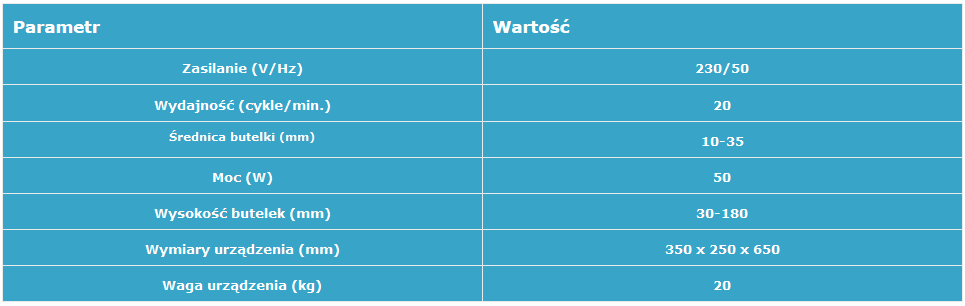 Parametr Wartość
Zasilanie (V/Hz) 230/50
Wydajność (cykle/min.) 20
Średnica butelki (mm) 10-35
Moc (W) 50
Wysokość butelek (mm) 30-180
Wymiary urządzenia (mm) 350 x 250 x 650
Waga urządzenia (kg) 20